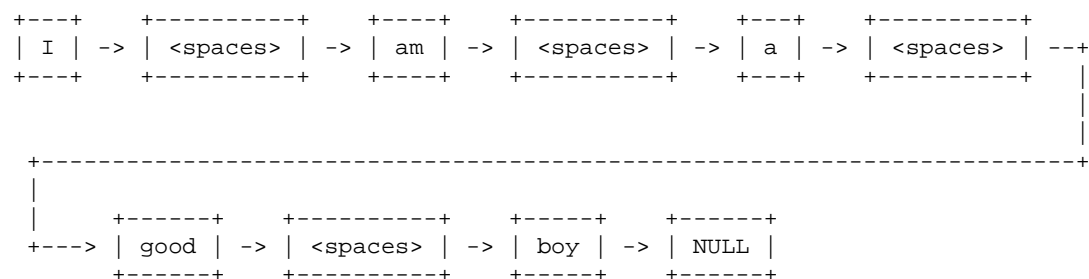 I -> <spaces> -> am -> <spaces> -> a -> <spaces> --+
good -> <spaces> -> boy -> NULL